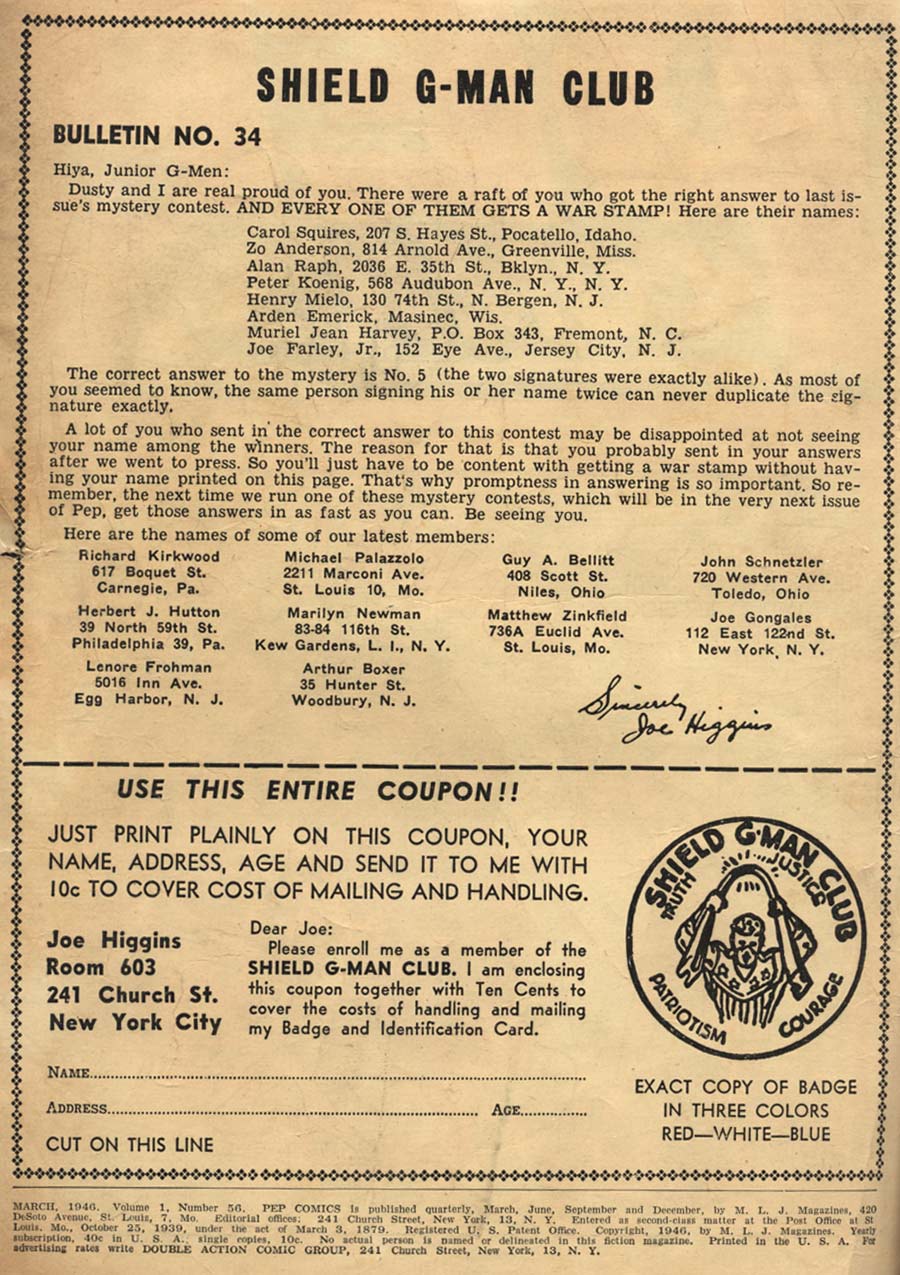 SHIELD G-MAN CLUB
BULLETIN NO. 34
Hiya, Junior G-Men:
Dusty and I are real proud of you. There were a raft of you who got the right answer to last is-
sue's mystery contest. AND EVERY ONE OF THEM GETS A WAR STAMP! Here are their names:
Carol Squires, 207 S. Hayes St., Pocatello, Idaho.
Zo Anderson, 814 Arnold Ave., Greenville, Miss.
Alan Raph, 2036 E. 35th St., Bklyn., N. Y.
Peter Koenig, 568 Audubon Ave., N. Y., N. Y.
Henry Mielo, 130 74th St., N. Bergen, N. J.
Arden Emerick, Masinec, Wis.
Muriel Jean Harvey, P.O. Box 343, Fremont, N. C.
Joe Farley, Jr., 152 Eye Ave., Jersey City, N. J.
The correct answer to the mystery is No. 5 (the two signatures were exactly alike). As most of
you seemed to know, the same person signing his or her name twice can never duplicate the sig-
nature exactly.
A lot of you who sent in the correct answer to this contest may be disappointed at not seeing
your name among the winners. The reason for that is that you probably sent in your answers
after we went to press. So you'll just have to be content with getting a war stamp without hav-
ing your name printed on this page. That's why promptness in answering is so important. So re-
member, the next time we run one of these mystery contests, which will be in the very next issue
of Pep, get those answers in as fast as you can. Be seeing you.
Here are the names of some of our latest members:
Richard Kirkwood
617 Boquet St.
Carnegie, Pa.
Michael Palazzolo
2211 Marconi Ave.
St. Louis 10, Mo.
Guy A. Bellitt
408 Scott St.
Niles, Ohio
John Schnetzler
720 Western Ave.
Toledo, Ohio
Herbert J. Hutton
39 North 59th St.
Philadelphia 39, Pa.
Marilyn Newman
83-84 116th St.
Kew Gardens, L. I., N. Y.
Matthew Zinkfield
736A Euclid Ave.
St. Louis, Mo.
Joe Gongales
112 East 122nd St.
New York, N. Y.
Lenore Frohman
5016 Inn Ave.
Egg Harbor, N. J.
Arthur Boxer
35 Hunter St.
Woodbury, N. J.
Sincerely
Joe Higgins
USE THIS ENTIRE COUPON!!
JUST PRINT PLAINLY ON THIS COUPON, YOUR
NAME, ADDRESS, AGE AND SEND IT TO ME WITH
10c TO COVER COST OF MAILING AND HANDLING.
Joe Higgins
Room 603
241 Church St.
New York City
Dear Joe:
Please enroll me as a member of the
SHIELD G-MAN CLUB. I am enclosing
this coupon together with Ten Cents to
cover the costs of handling and mailing
my Badge and Identification Card.
NAME
ADDRESS AGE
CUT ON THIS LINE
SHIELD G-MAN CLUB
TRUTH
JUSTICE
PATRIOTISM
COURAGE
EXACT COPY OF BADGE
IN THREE COLORS
RED—WHITE—BLUE
MARCH, 1946. Volume 1, Number 56. PEP COMICS is published quarterly, March, June, September and December, by M. L. J. Magazines, 420
DeSoto Avenue, St. Louis, 7, Mo. Editorial offices: 241 Church Street, New York, 13, N. Y. Entered as second-class matter at the Post Office at St
Louis. Mo., October 25, 1939, under the act of March 3, 1879. Registered U. S. Patent Office. Copyright, 1946, by M. L. J. Magazines. Yearly
subscription, 40c in U. S. A.; single copies, 10c. No actual person is named or delineated in this fiction magazine. Printed in the U. S. A. For
advertising rates write DOUBLE ACTION COMIC GROUP, 241 Church Street, New York, 13, N. Y.